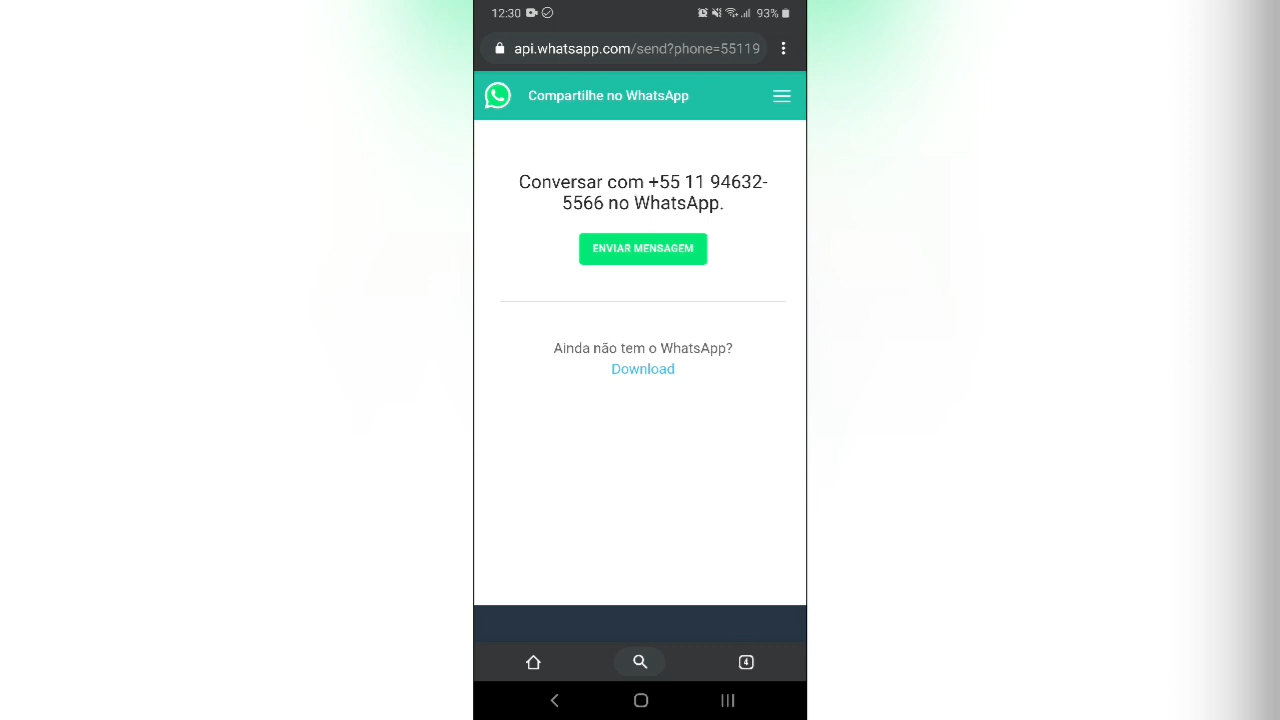 12:30 93%
api.whatsapp.com/send?phone=55119
Compartilhe no WhatsApp
Conversar com +55 11 94632-
5566 no WhatsApp.
ENVIAR MENSAGEM
Ainda não tem o WhatsApp?
Download
4